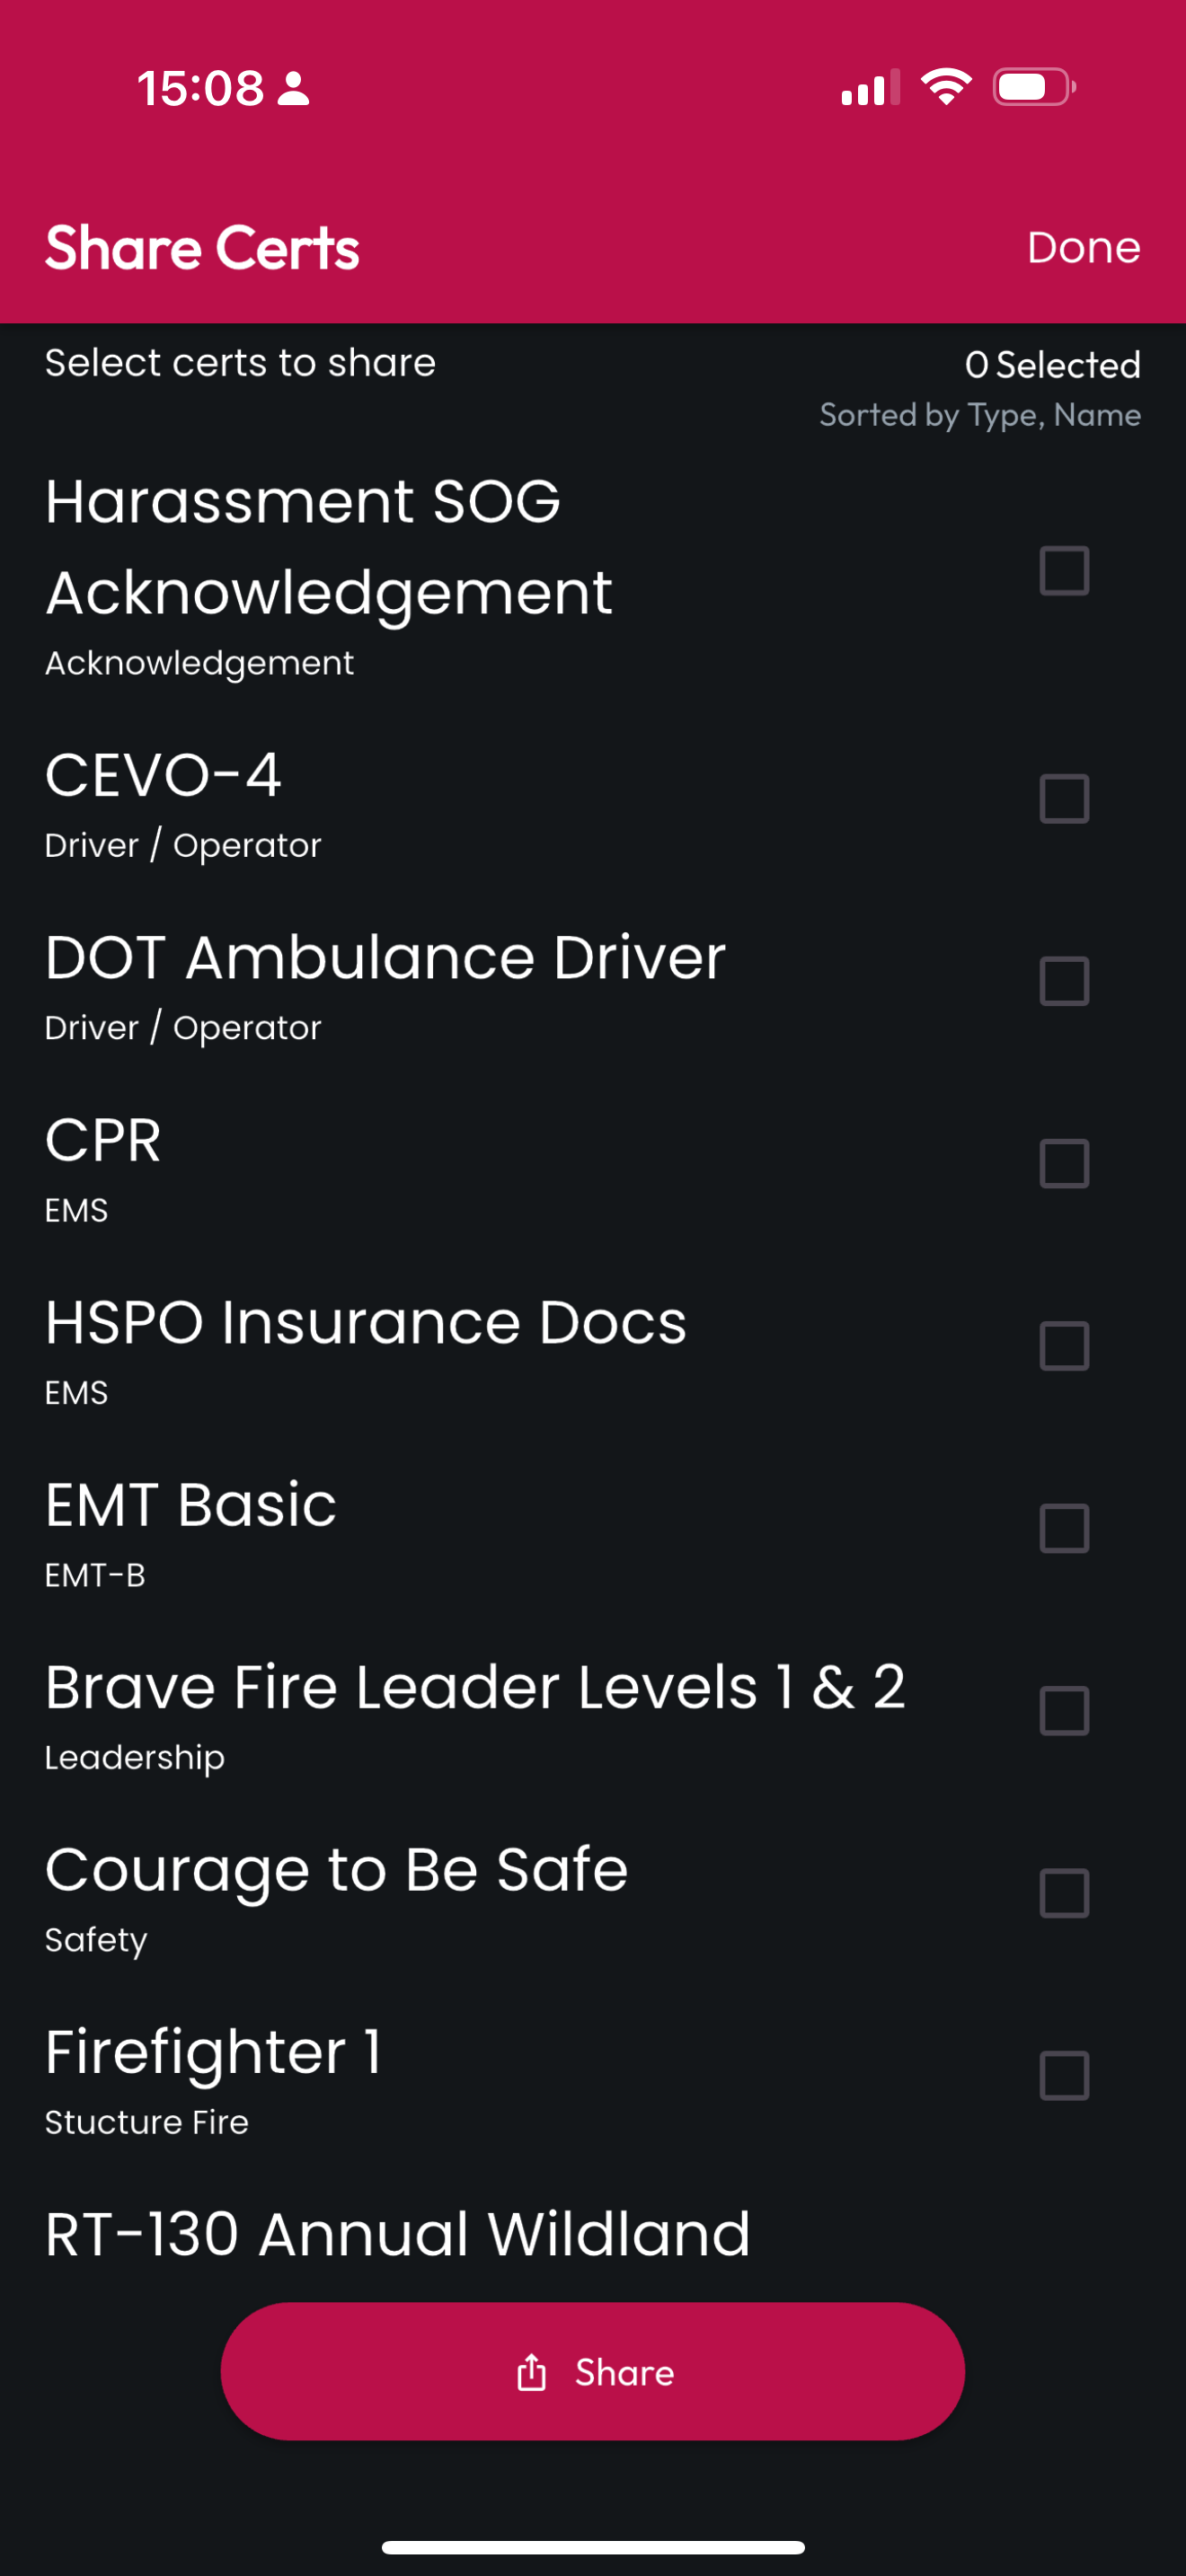 15:08
Share Certs
Done
Select certs to share
0 Selected
Sorted by Type, Name
Harassment SOG
Acknowledgement
Acknowledgement
CEVO-4
Driver / Operator
DOT Ambulance Driver
Driver / Operator
CPR
EMS
HSPO Insurance Docs
EMS
EMT Basic
EMT-B
Brave Fire Leader Levels 1 & 2
Leadership
Courage to Be Safe
Safety
Firefighter 1
Stucture Fire
RT-130 Annual Wildland
Share